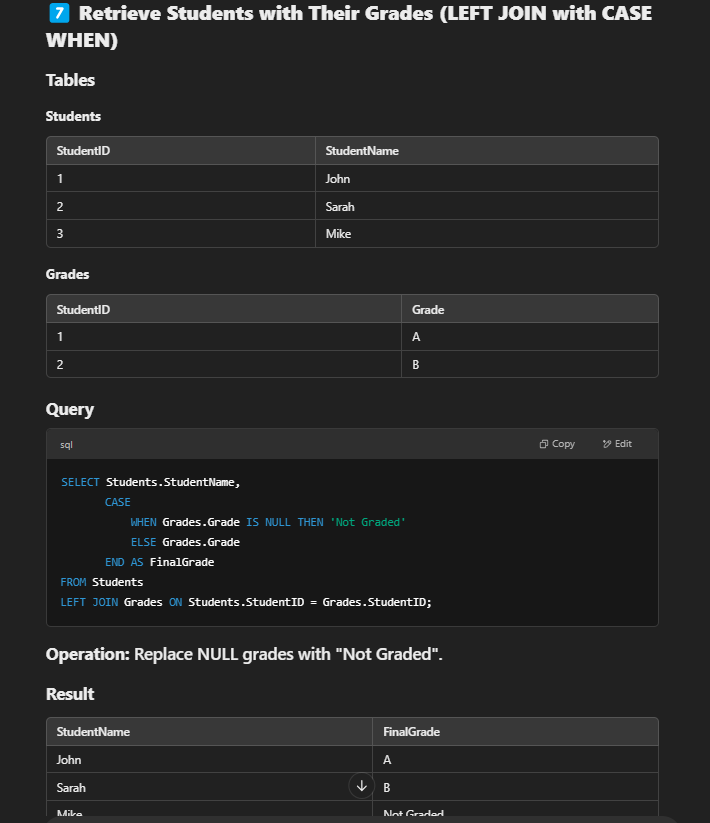 7 Retrieve Students with Their Grades (LEFT JOIN with CASE
WHEN)
Tables
Students
StudentID StudentName
1 John
2 Sarah
3 Mike
Grades
StudentID Grade
1 A
2 B
Query
sql Copy Edit
SELECT Students.StudentName,
CASE
WHEN Grades.Grade IS NULL THEN 'Not Graded'
ELSE Grades.Grade
END AS FinalGrade
FROM Students
LEFT JOIN Grades ON Students.StudentID = Grades.StudentID;
Operation: Replace NULL grades with "Not Graded".
Result
StudentName FinalGrade
John A
Sarah B
Mike Not Graded